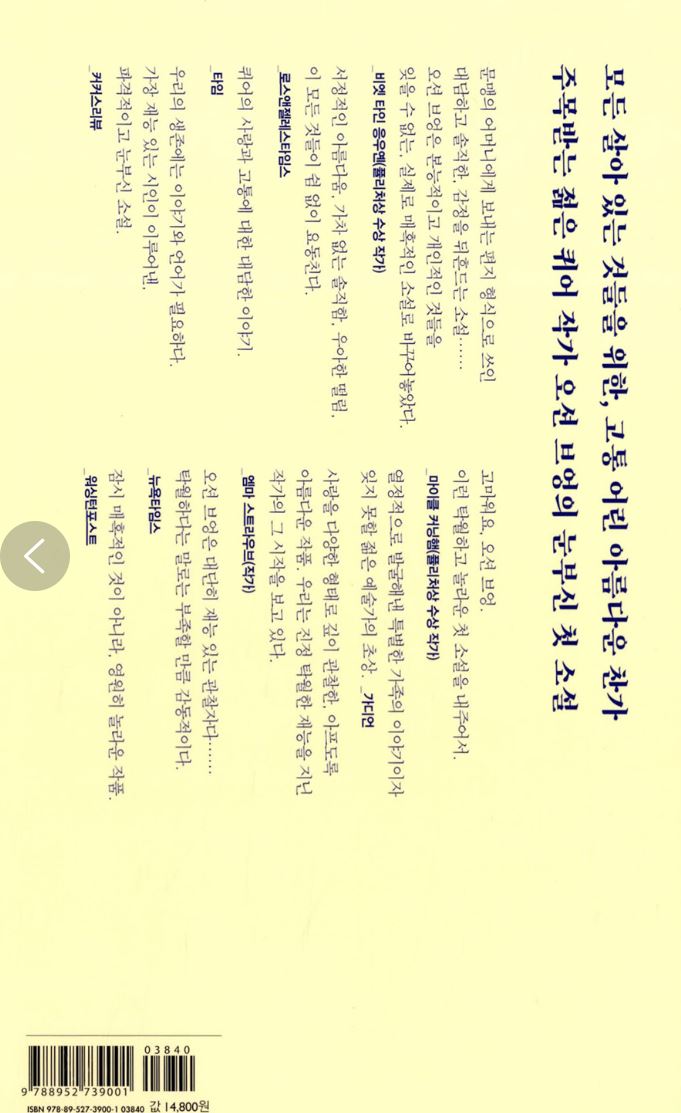 모든 살아 있는 것들을 위한, 고통 어린 아름다운 찬가
주목받는 젊은 퀴어 작가 오션 브엉의 눈부신 첫 소설
문맹의 어머니에게 보내는 편지 형식으로 쓰인
대담하고 솔직한, 감정을 뒤흔드는 소설……
오션 브엉은 본능적이고 개인적인 것들을
잊을 수 없는, 실제로 매혹적인 소설로 바꾸어놓았다.
_비엣 타인 응우옌(퓰리처상 수상 작가)
서정적인 아름다움, 가차 없는 솔직함, 우아한 떨림,
이 모든 것들이 쉼 없이 요동친다.
_로스앤젤레스타임스
퀴어의 사랑과 고통에 대한 대담한 이야기.
_타임
우리의 생존에는 이야기와 언어가 필요하다.
가장 재능 있는 시인이 이루어낸,
파격적이고 눈부신 소설.
_커커스리뷰
고마워요, 오션 브엉.
이런 탁월하고 놀라운 첫 소설을 내주어서.
_마이클 커닝햄(퓰리처상 수상 작가)
열정적으로 발굴해낸 특별한 가족의 이야기이자
잊지 못할 젊은 예술가의 초상. _가디언
사랑을 다양한 형태로 깊이 관찰한, 아프도록
아름다운 작품. 우리는 진정 탁월한 재능을 지닌
작가의 그 시작을 보고 있다.
_엠마 스트라우브(작가)
오션 브엉은 대단히 재능 있는 관찰자다……
탁월하다는 말로는 부족할 만큼 감동적이다.
_뉴욕타임스
잠시 매혹적인 것이 아니라, 영원히 놀라운 작품.
_워싱턴포스트
03840
9 788952 739001
ISBN 978-89-527-3900-1 03840 값 14,800원